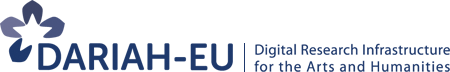 DARIAH-EU
Digital Research Infrastructure
for the Arts and Humanities